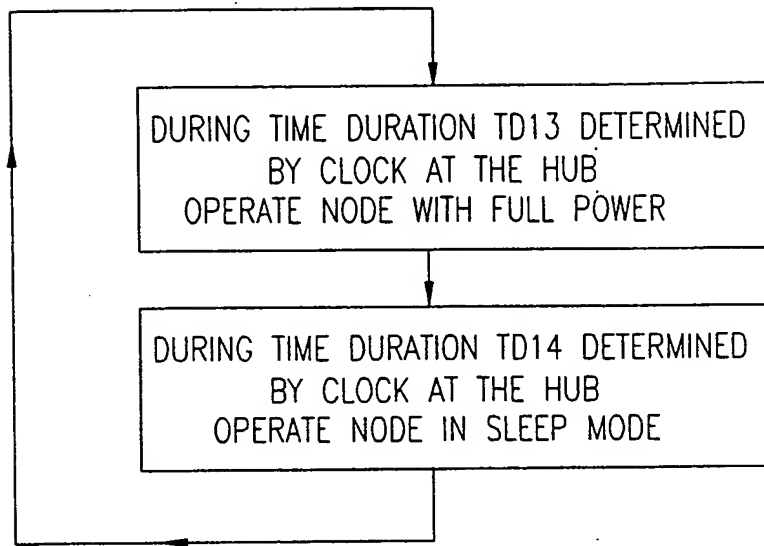 DURING TIME DURATION TD13 DETERMINED
BY CLOCK AT THE HUB
OPERATE NODE WITH FULL POWER
DURING TIME DURATION TD14 DETERMINED
BY CLOCK AT THE HUB
OPERATE NODE IN SLEEP MODE